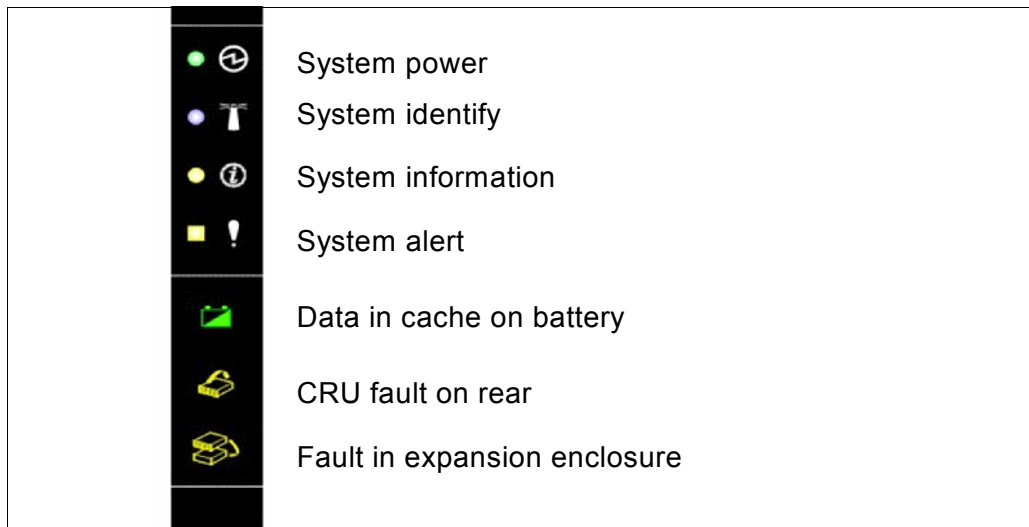 System power
System identify
System information
System alert
Data in cache on battery
CRU fault on rear
Fault in expansion enclosure